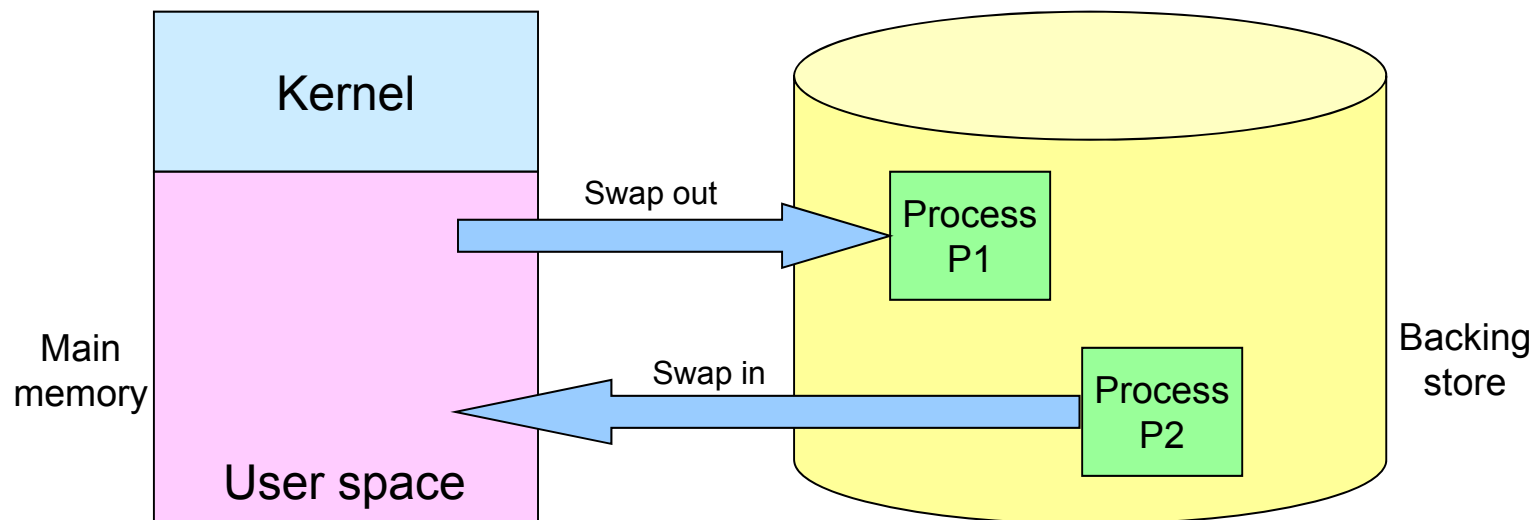 Kernel
Swap out
Process
P1
Main
memory
Swap in
Process
P2
Backing
store
User space